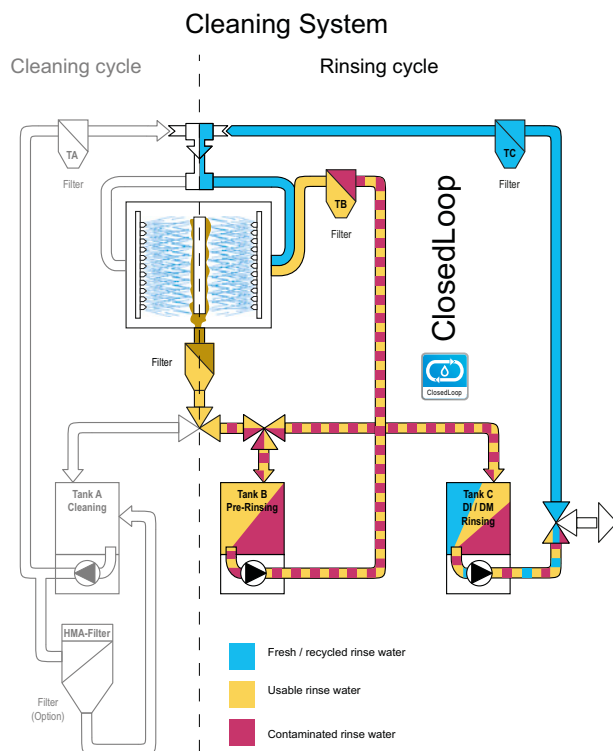 Cleaning System
Cleaning cycle
Rinsing cycle
TA
Filter
TC
Filter
TB
Filter
ClosedLoop
ClosedLoop
Filter
Tank A
Cleaning
Tank B
Pre-Rinsing
Tank C
DI / DM
Rinsing
HMA-Filter
Filter
(Option)
Fresh / recycled rinse water
Usable rinse water
Contaminated rinse water